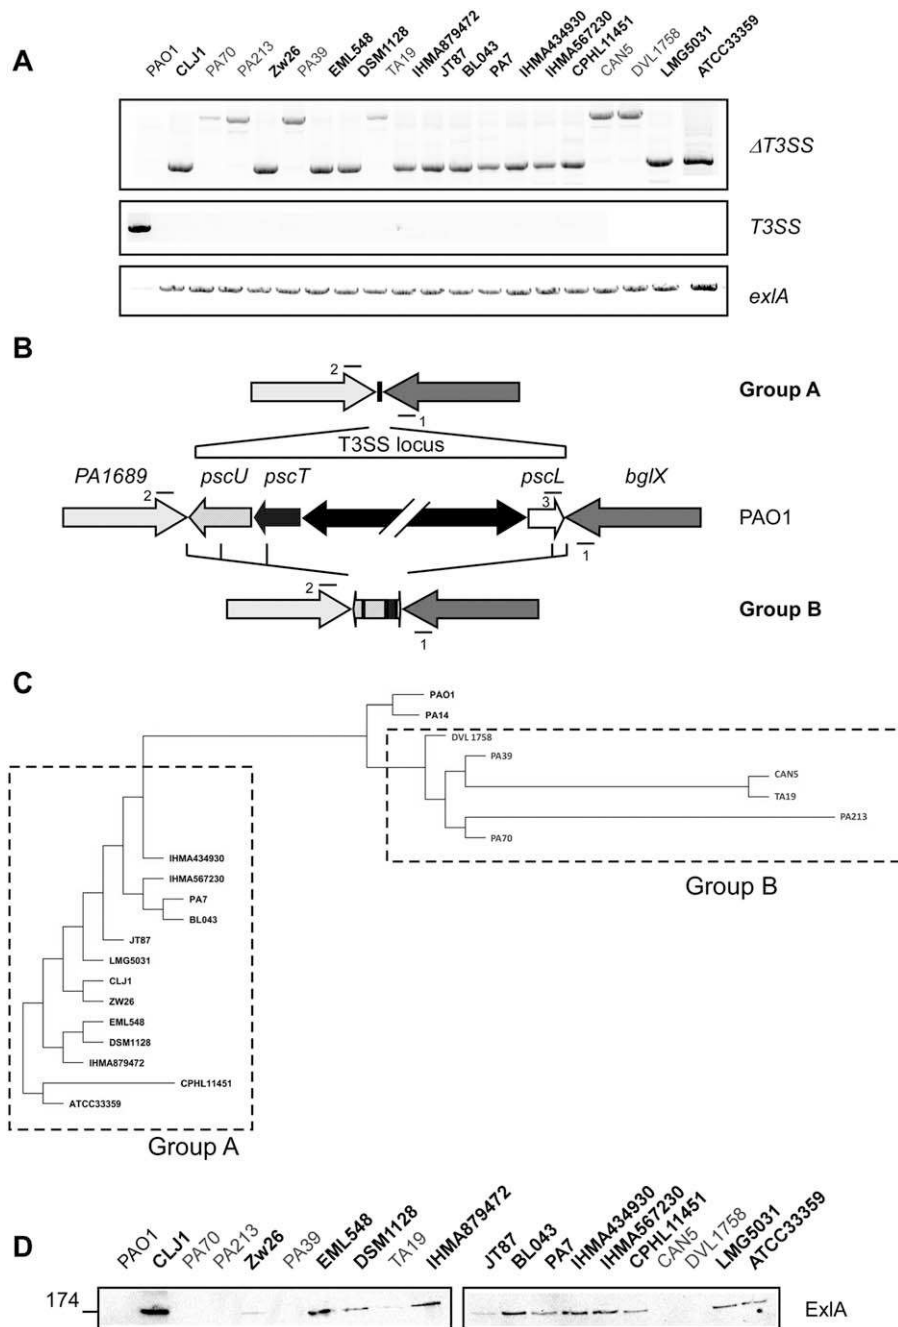 A
PAO1 CLJ1 PA70 PA213 Zw26 PA39 EML548 DSM1128 TA19 IHMA879472 JT87 BL043 PA7 IHMA434930 IHMA567230 CPHL11451 CAN5 DVL1758 LMG5031 ATCC33359
ΔT3SS
T3SS
exlA
B
2
1
Group A
T3SS locus
PA1689 pscU pscT pscL bglX
2
3
1
PAO1
2
1
Group B
C
PAO1
PA14
DVL 1758
PA39
CAN5
TA19
PA213
PA70
Group B
IHMA434930
IHMA567230
PA7
BL043
JT87
LMG5031
CLJ1
ZW26
EML548
DSM1128
IHMA879472
CPHL11451
ATCC33359
Group A
D
PAO1 CLJ1 PA70 PA213 Zw26 PA39 EML548 DSM1128 TA19 IHMA879472 JT87 BL043 PA7 IHMA434930 IHMA567230 CPHL11451 CAN5 DVL1758 LMG5031 ATCC33359
174
ExlA